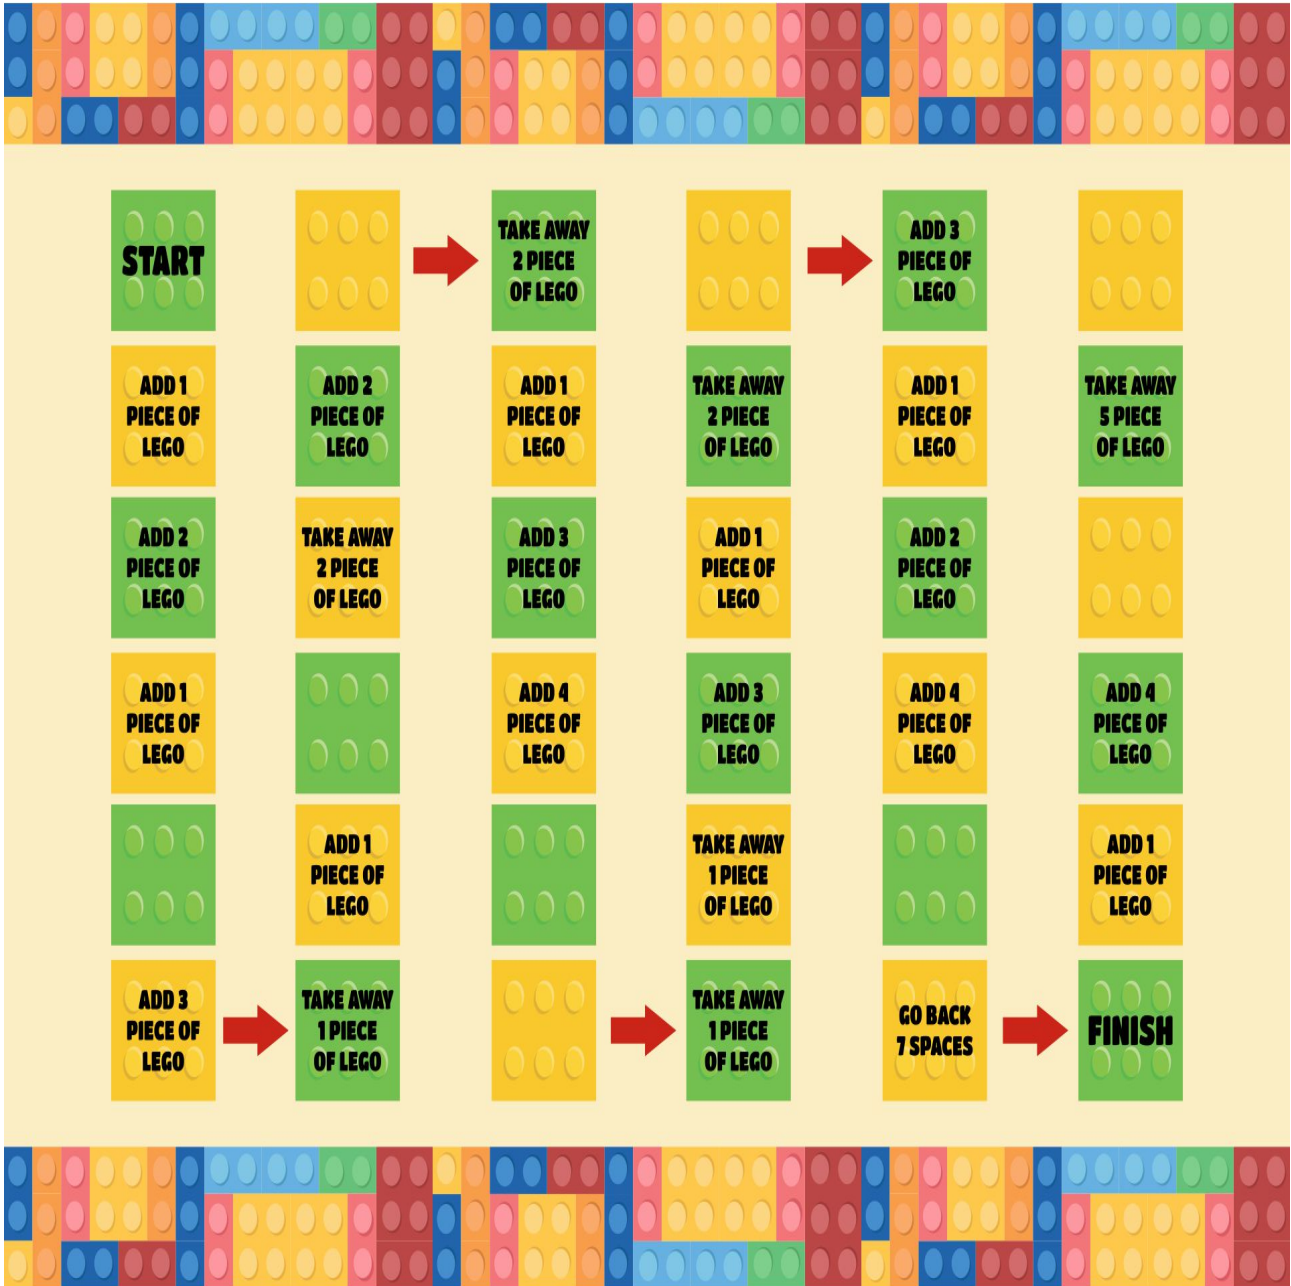 START
TAKE AWAY
2 PIECE
OF LEGO
ADD 3
PIECE OF
LEGO
ADD 1
PIECE OF
LEGO
ADD 2
PIECE OF
LEGO
ADD 1
PIECE OF
LEGO
TAKE AWAY
2 PIECE
OF LEGO
ADD 1
PIECE OF
LEGO
TAKE AWAY
5 PIECE
OF LEGO
ADD 2
PIECE OF
LEGO
TAKE AWAY
2 PIECE
OF LEGO
ADD 3
PIECE OF
LEGO
ADD 1
PIECE OF
LEGO
ADD 2
PIECE OF
LEGO
ADD 1
PIECE OF
LEGO
ADD 4
PIECE OF
LEGO
ADD 3
PIECE OF
LEGO
ADD 4
PIECE OF
LEGO
ADD 4
PIECE OF
LEGO
ADD 1
PIECE OF
LEGO
TAKE AWAY
1 PIECE
OF LEGO
ADD 1
PIECE OF
LEGO
ADD 3
PIECE OF
LEGO
TAKE AWAY
1 PIECE
OF LEGO
TAKE AWAY
1 PIECE
OF LEGO
GO BACK
7 SPACES
FINISH